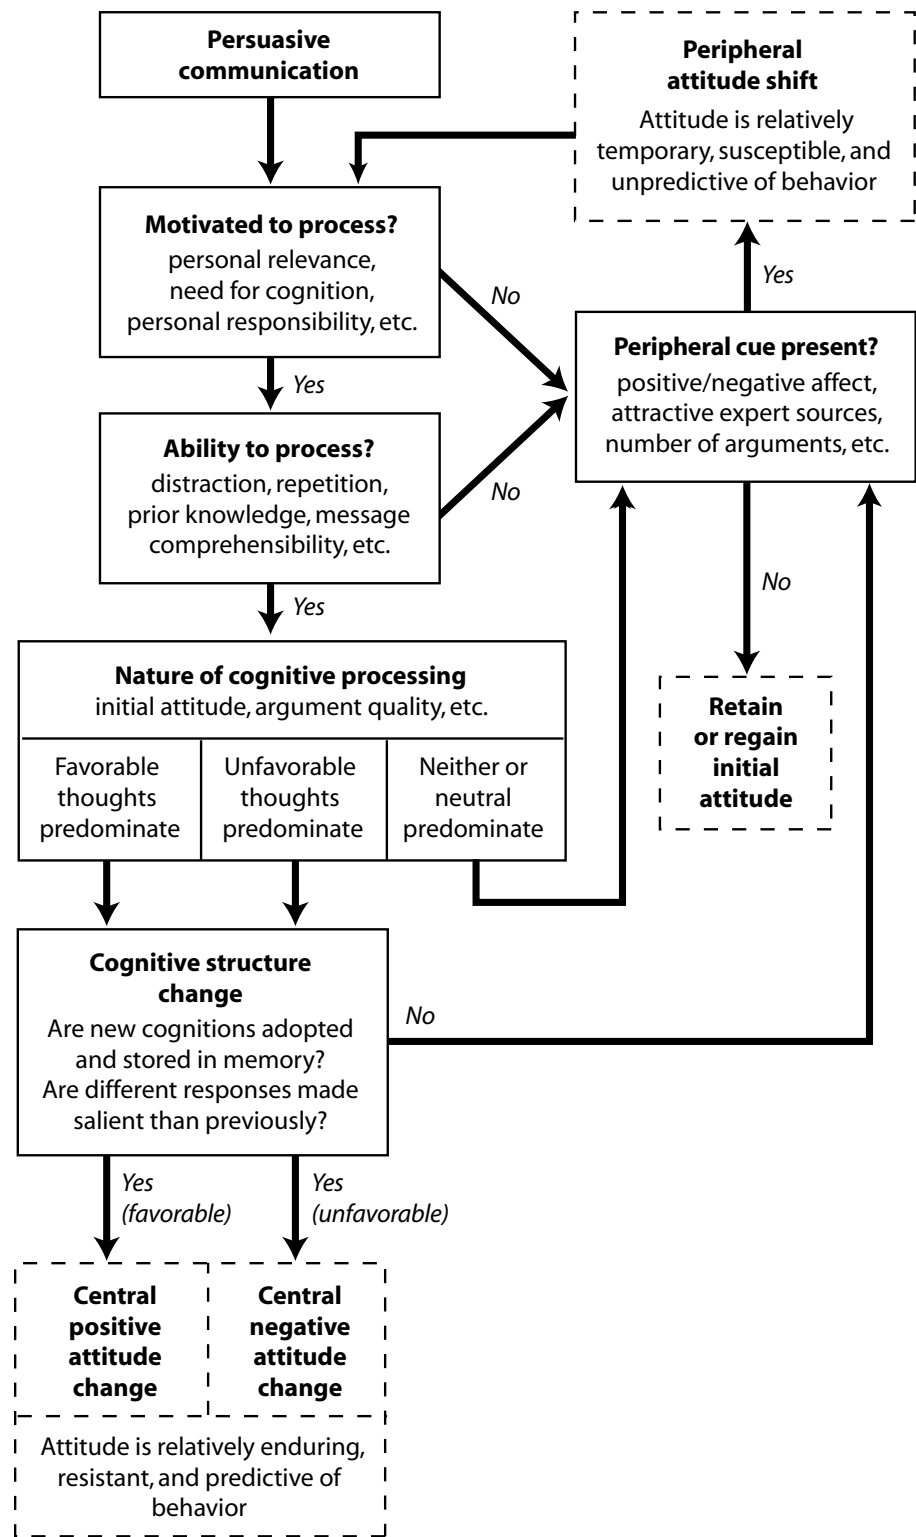 Persuasive
communication
Peripheral
attitude shift
Attitude is relatively
temporary, susceptible, and
unpredictive of behavior
Motivated to process?
personal relevance,
need for cognition,
personal responsibility, etc.
No
Yes
Yes
Peripheral cue present?
positive/negative affect,
attractive expert sources,
number of arguments, etc.
Ability to process?
distraction, repetition,
prior knowledge, message
comprehensibility, etc.
No
Yes
No
Nature of cognitive processing
initial attitude, argument quality, etc.
Favorable
thoughts
predominate
Unfavorable
thoughts
predominate
Neither or
neutral
predominate
Retain
or regain
initial
attitude
Cognitive structure
change
Are new cognitions adopted
and stored in memory?
Are different responses made
salient than previously?
No
Yes
(favorable)
Yes
(unfavorable)
Central
positive
attitude
change
Central
negative
attitude
change
Attitude is relatively enduring,
resistant, and predictive of
behavior